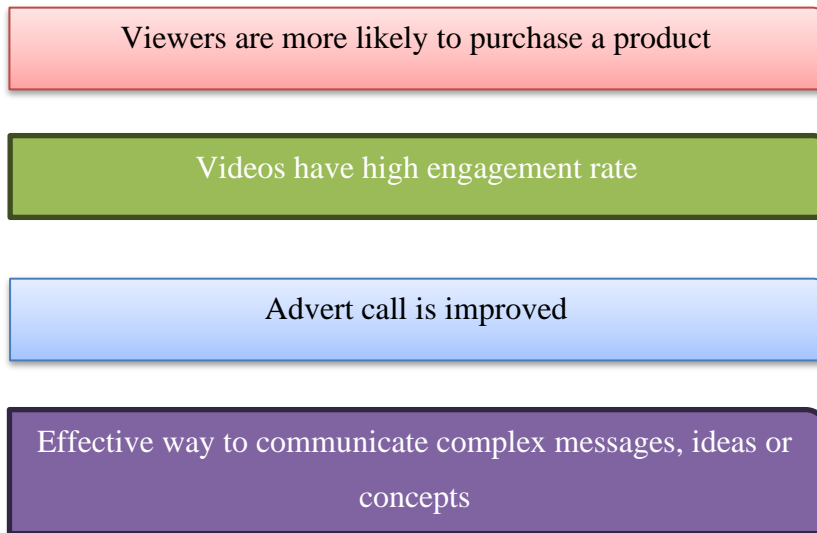 Viewers are more likely to purchase a product
Videos have high engagement rate
Advert call is improved
Effective way to communicate complex messages, ideas or
concepts